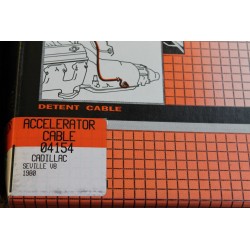 DETENT CABLE
ACCELERATOR
CABLE
04154
CADILLAC
SEVILLE V8
1980